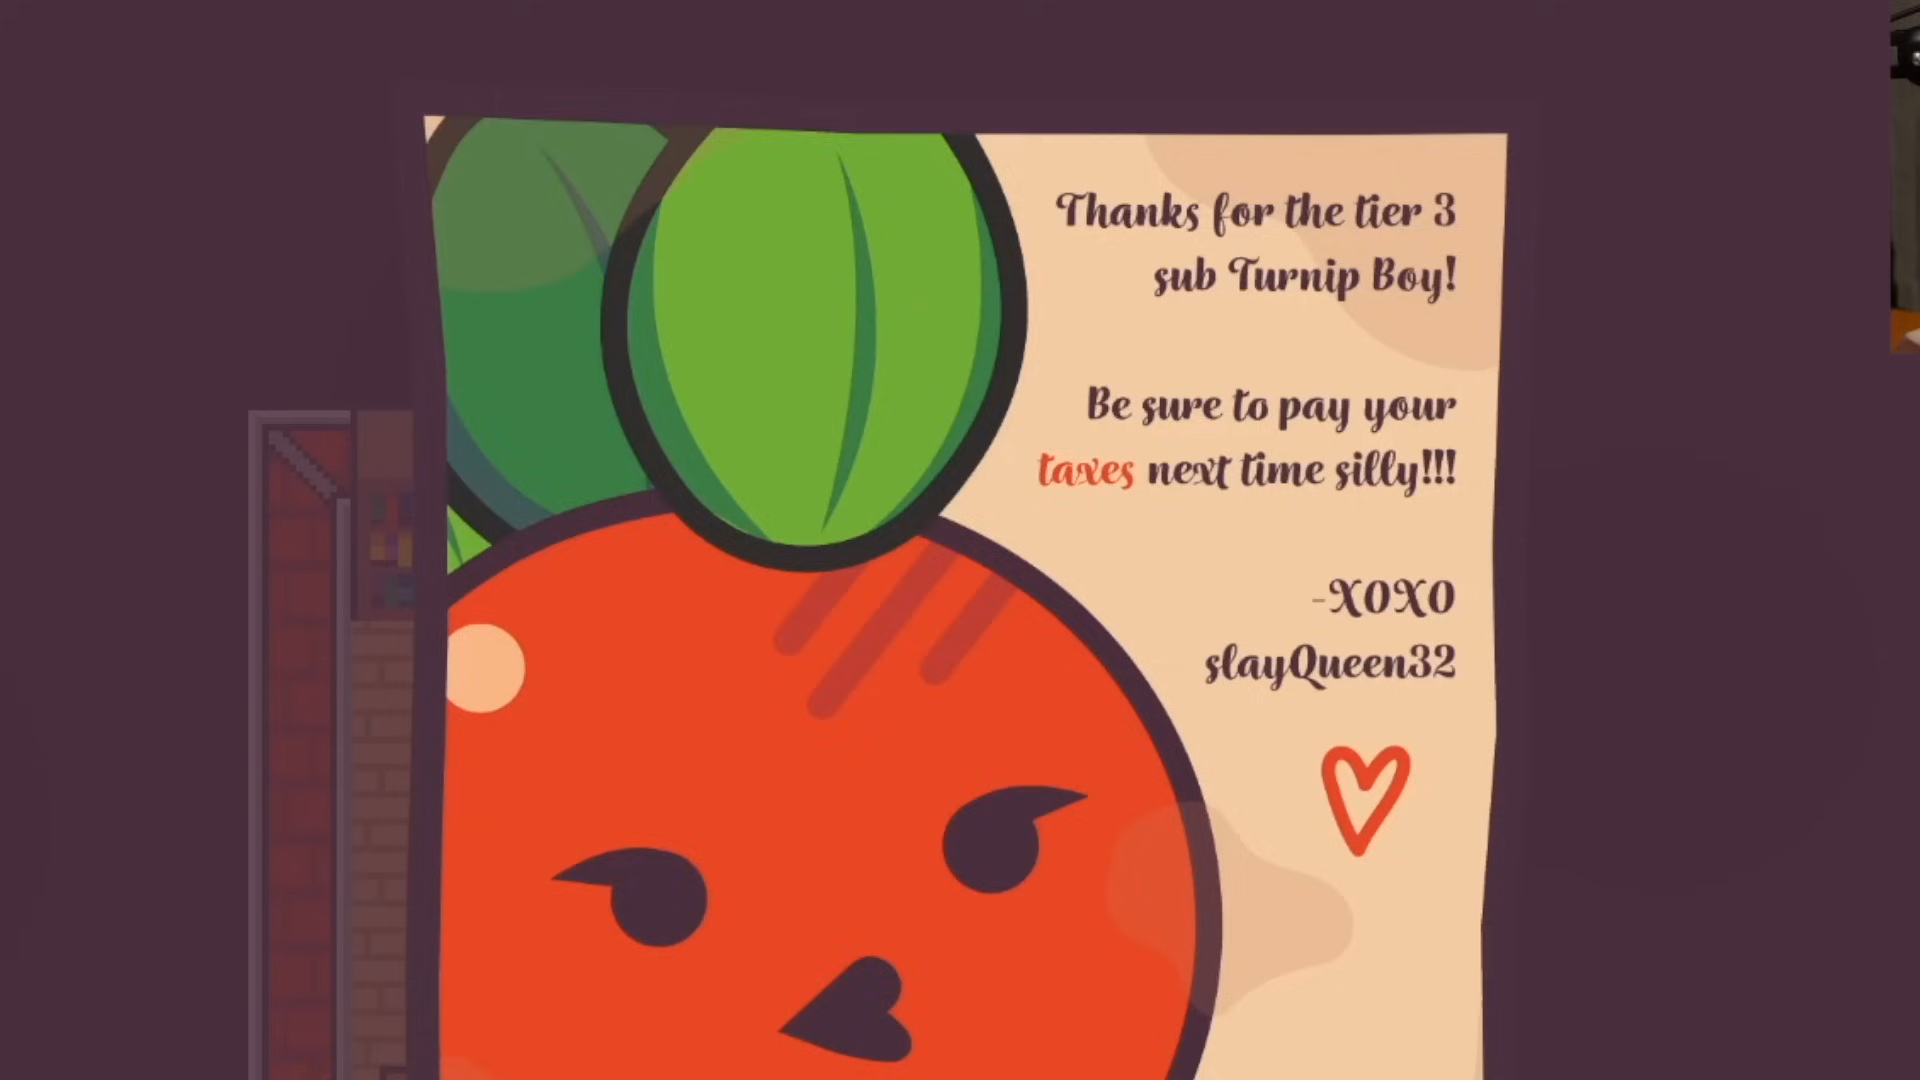 Thanks for the tier 3
sub Turnip Boy!
Be sure to pay your
taxes next time silly!!!
-XOXO
slayQueen32